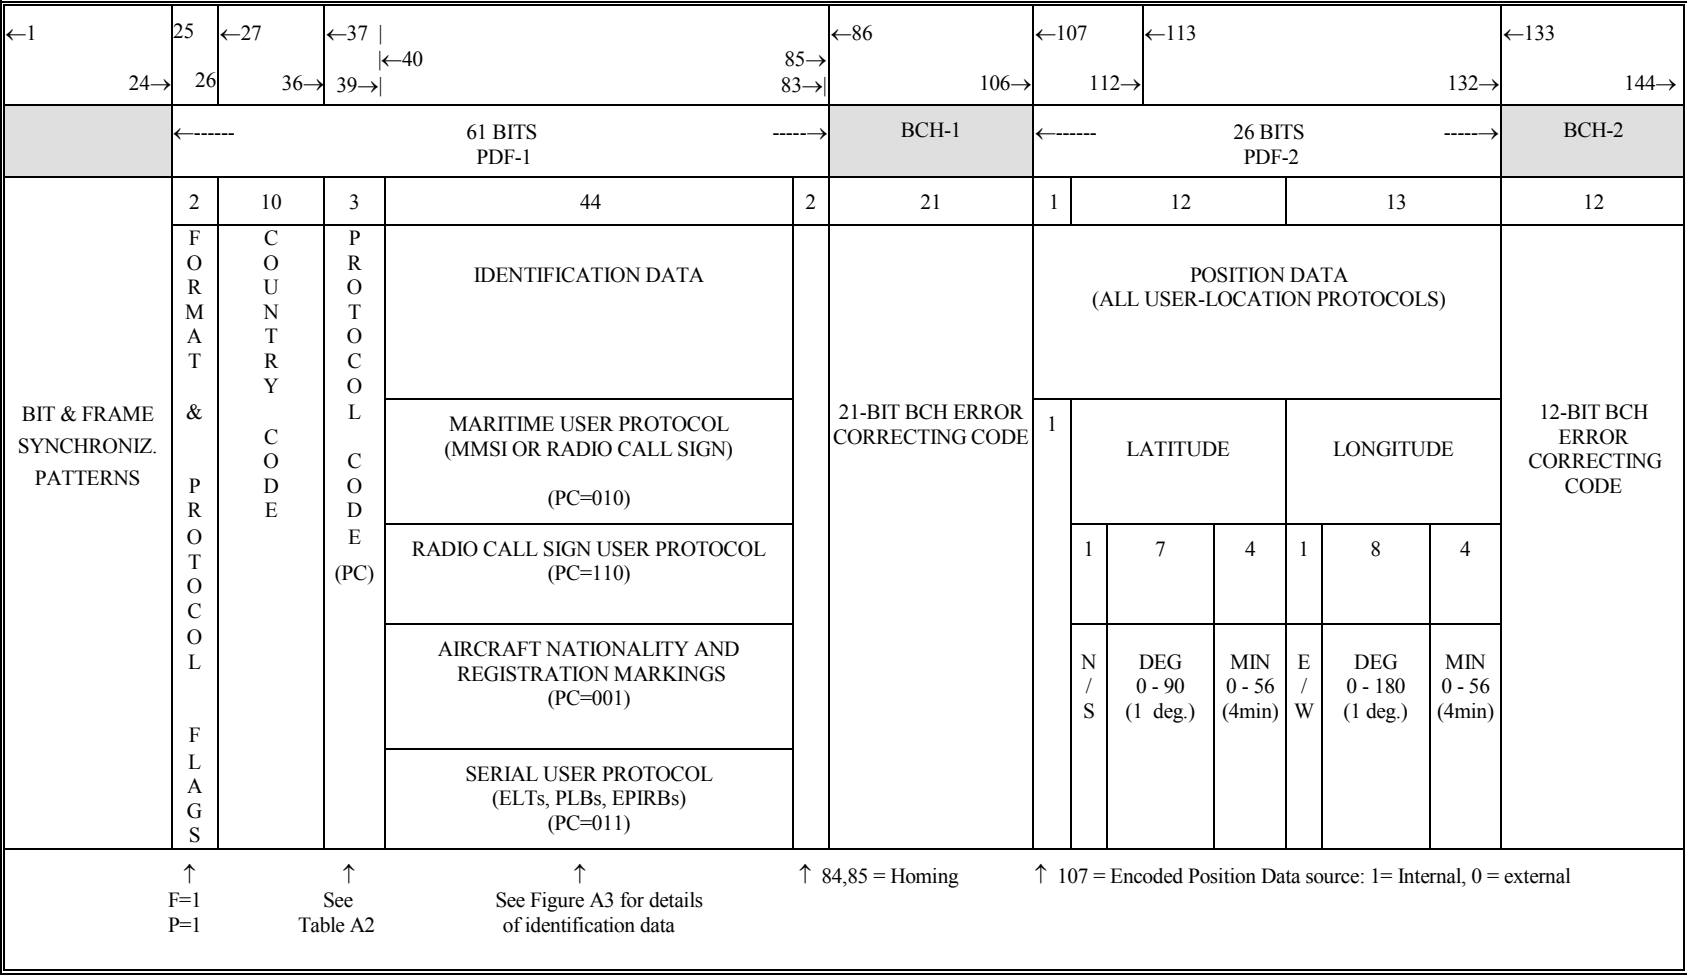 ←1 25 ←27 ←37 | ←86 ←107 ←113 ←133
|←40 85→
24→ 26 36→ 39→| 83→| 106→ 112→ 132→ 144→
←------ 61 BITS -----→ BCH-1 ←------ 26 BITS -----→ BCH-2
PDF-1 PDF-2
2 10 3 44 2 21 1 12 13 12
BIT & FRAME
SYNCHRONIZ.
PATTERNS
F
O
R
M
A
T
&
P
R
O
T
O
C
O
L
F
L
A
G
S
C
O
U
N
T
R
Y
C
O
D
E
P
R
O
T
O
C
O
L
C
O
D
E
(PC)
IDENTIFICATION DATA
MARITIME USER PROTOCOL
(MMSI OR RADIO CALL SIGN)
(PC=010)
RADIO CALL SIGN USER PROTOCOL
(PC=110)
AIRCRAFT NATIONALITY AND
REGISTRATION MARKINGS
(PC=001)
SERIAL USER PROTOCOL
(ELTs, PLBs, EPIRBs)
(PC=011)
21-BIT BCH ERROR
CORRECTING CODE
POSITION DATA
(ALL USER-LOCATION PROTOCOLS)
1
LATITUDE LONGITUDE
1 7 4 1 8 4
N
/
S
DEG
0 - 90
(1 deg.)
MIN
0 - 56
(4min)
E
/
W
DEG
0 - 180
(1 deg.)
MIN
0 - 56
(4min)
12-BIT BCH
ERROR
CORRECTING
CODE
↑ ↑ ↑ ↑ 84,85 = Homing ↑ 107 = Encoded Position Data source: 1= Internal, 0 = external
F=1 See See Figure A3 for details
P=1 Table A2 of identification data